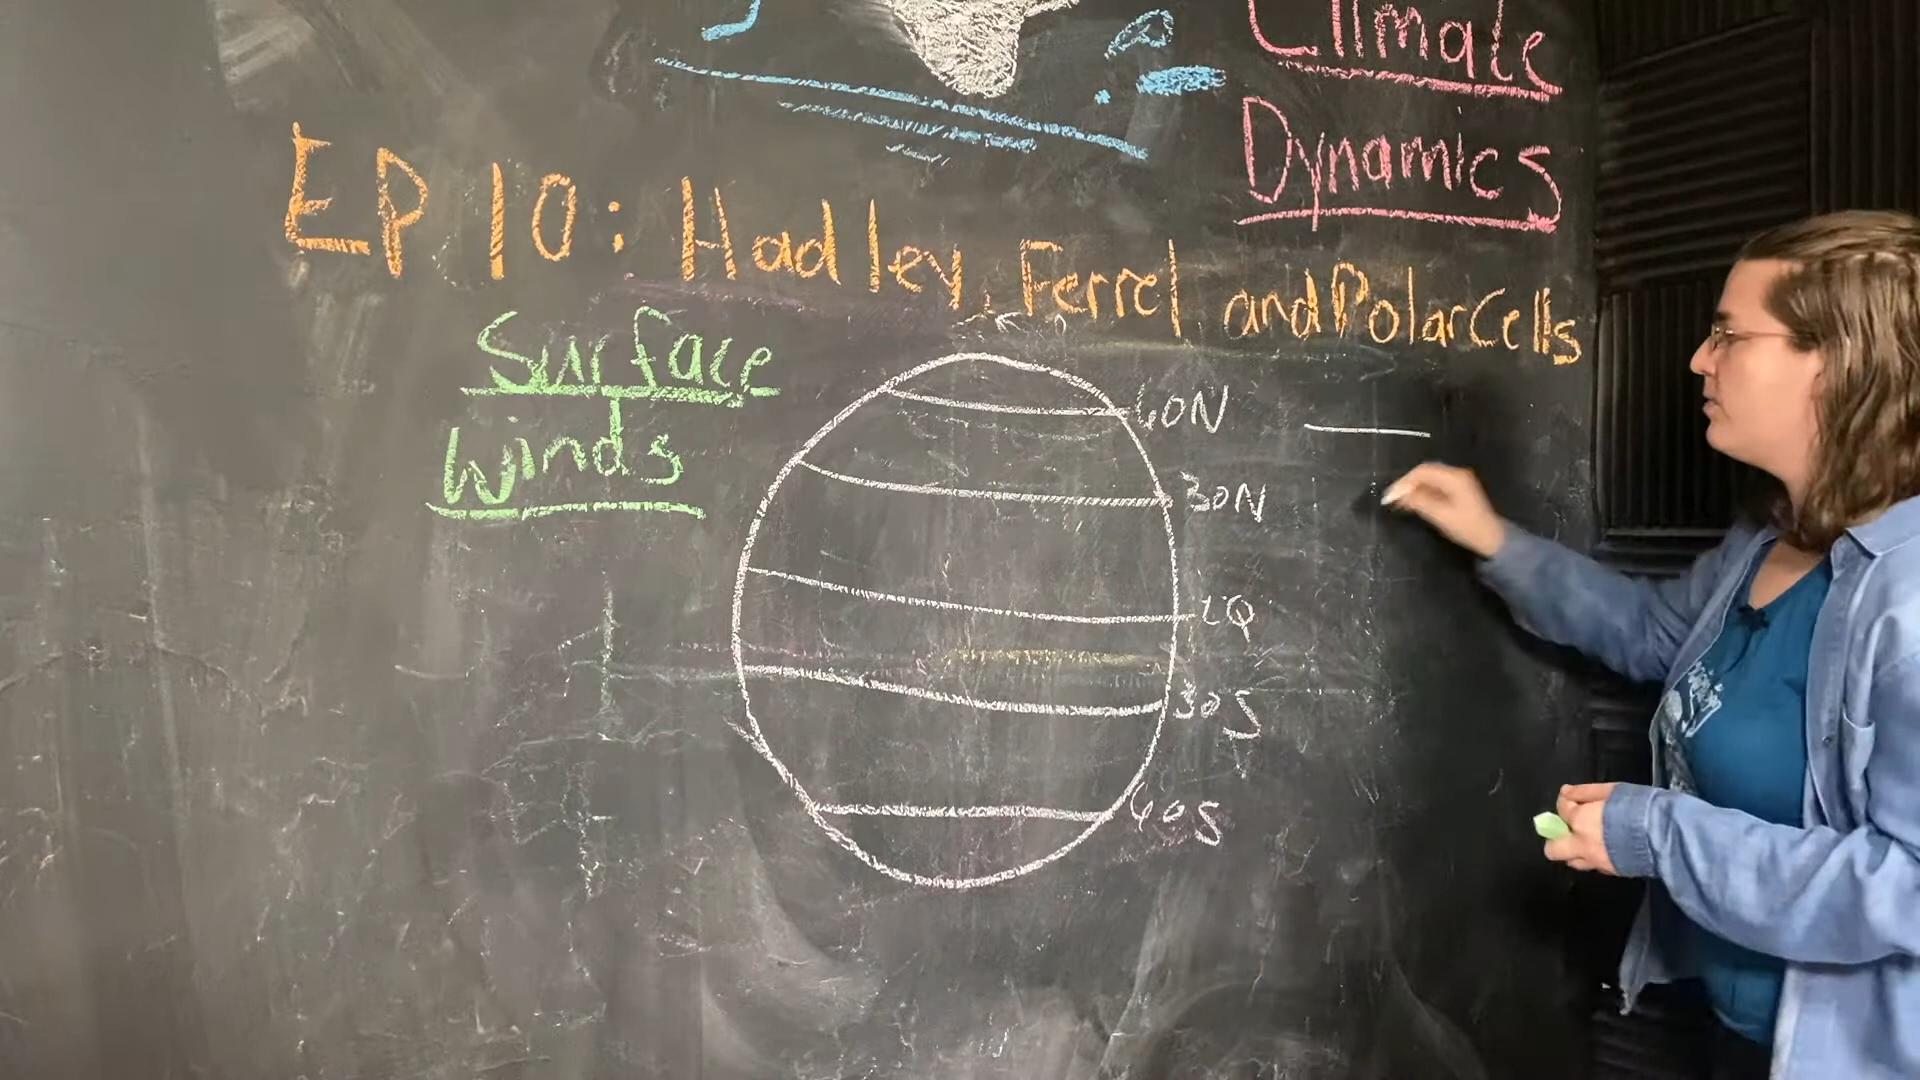 Climate
Dynamics
EP 10: Hadley, Ferrel and Polar Cells
Surface
Winds
60N
30N
EQ
30S
60S